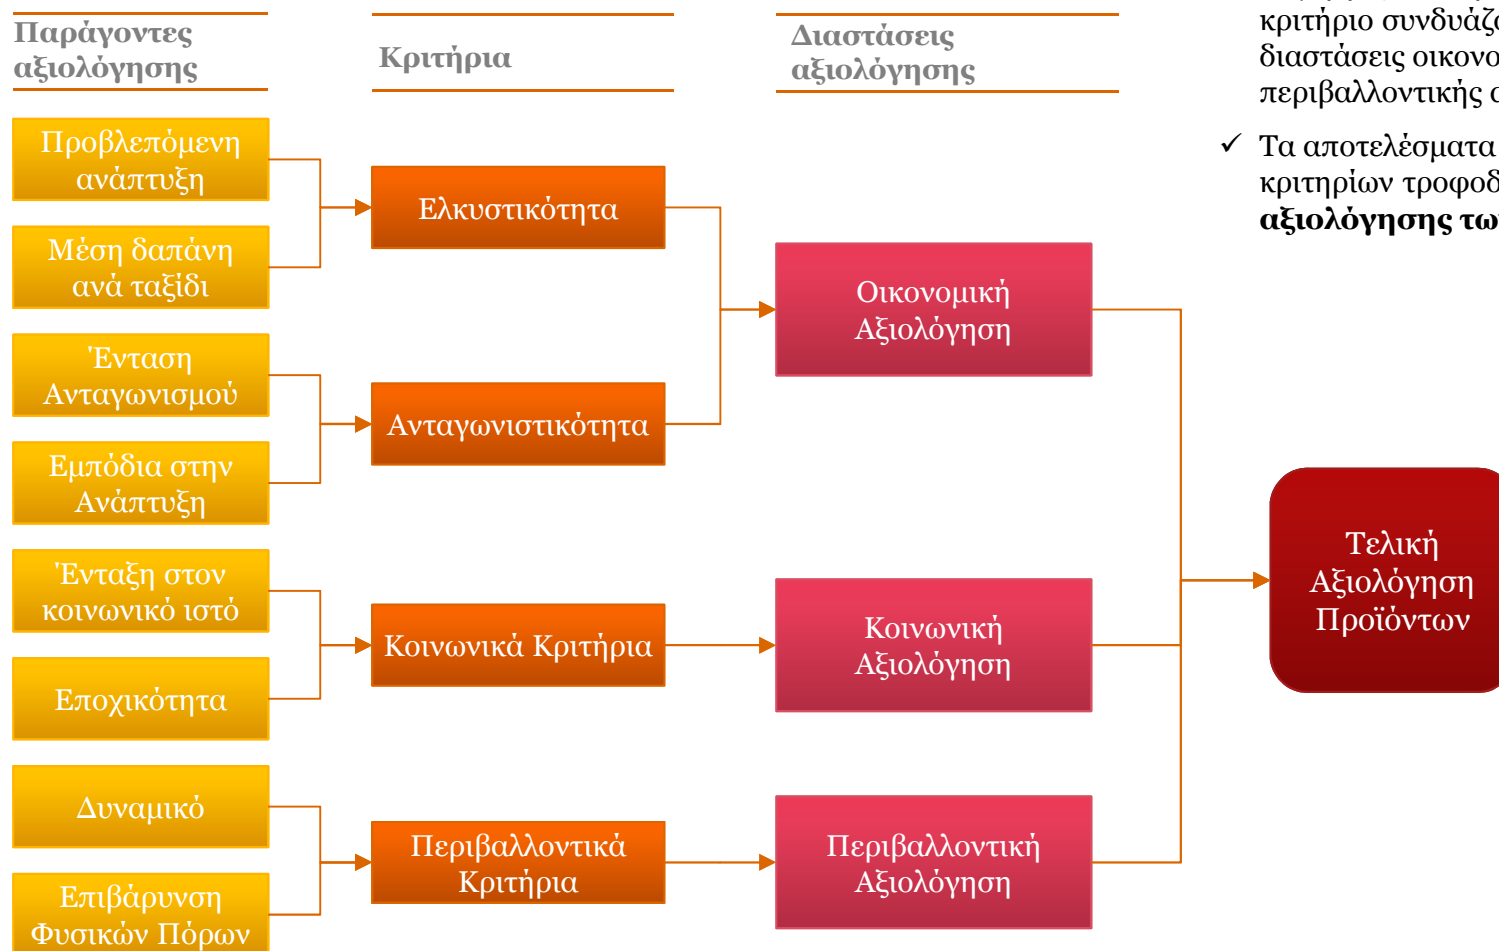 Παράγοντες
αξιολόγησης
Κριτήρια
Διαστάσεις
αξιολόγησης
Προβλεπόμενη
ανάπτυξη
Μέση δαπάνη
ανά ταξίδι
Ένταση
Ανταγωνισμού
Εμπόδια στην
Ανάπτυξη
Ένταξη στον
κοινωνικό ιστό
Εποχικότητα
Δυναμικό
Επιβάρυνση
Φυσικών Πόρων
Ελκυστικότητα
Ανταγωνιστικότητα
Κοινωνικά Κριτήρια
Περιβαλλοντικά
Κριτήρια
Οικονομική
Αξιολόγηση
Κοινωνική
Αξιολόγηση
Περιβαλλοντική
Αξιολόγηση
Τελική
Αξιολόγηση
Προϊόντων
κριτήριο
διαστάσεις
περιβαλλοντικής
✓ Τα αποτελέσματα
κριτηρίων
αξιολόγησης